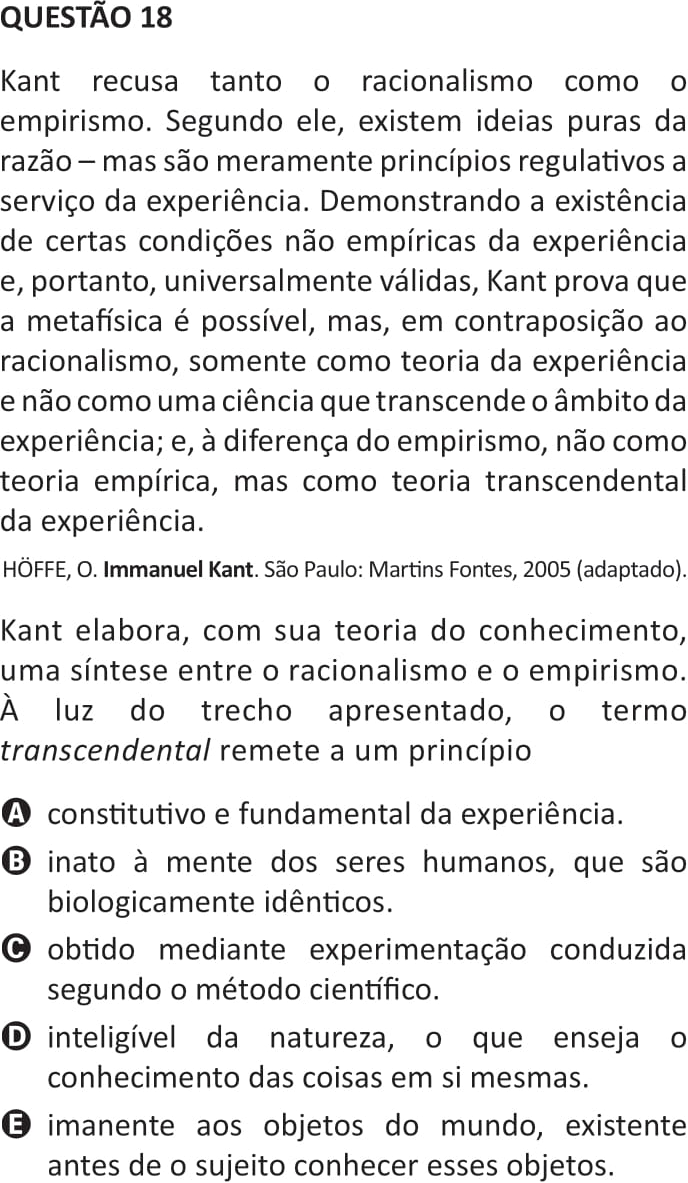 QUESTÃO 18
Kant recusa tanto o racionalismo como o
empirismo. Segundo ele, existem ideias puras da
razão – mas são meramente princípios regulativos a
serviço da experiência. Demonstrando a existência
de certas condições não empíricas da experiência
e, portanto, universalmente válidas, Kant prova que
a metafísica é possível, mas, em contraposição ao
racionalismo, somente como teoria da experiência
e não como uma ciência que transcende o âmbito da
experiência; e, à diferença do empirismo, não como
teoria empírica, mas como teoria transcendental
da experiência.
HÖFFE, O. Immanuel Kant. São Paulo: Martins Fontes, 2005 (adaptado).
Kant elabora, com sua teoria do conhecimento,
uma síntese entre o racionalismo e o empirismo.
À luz do trecho apresentado, o termo
transcendental remete a um princípio
A constitutivo e fundamental da experiência.
B inato à mente dos seres humanos, que são
biologicamente idênticos.
C obtido mediante experimentação conduzida
segundo o método científico.
D inteligível da natureza, o que enseja o
conhecimento das coisas em si mesmas.
E imanente aos objetos do mundo, existente
antes de o sujeito conhecer esses objetos.